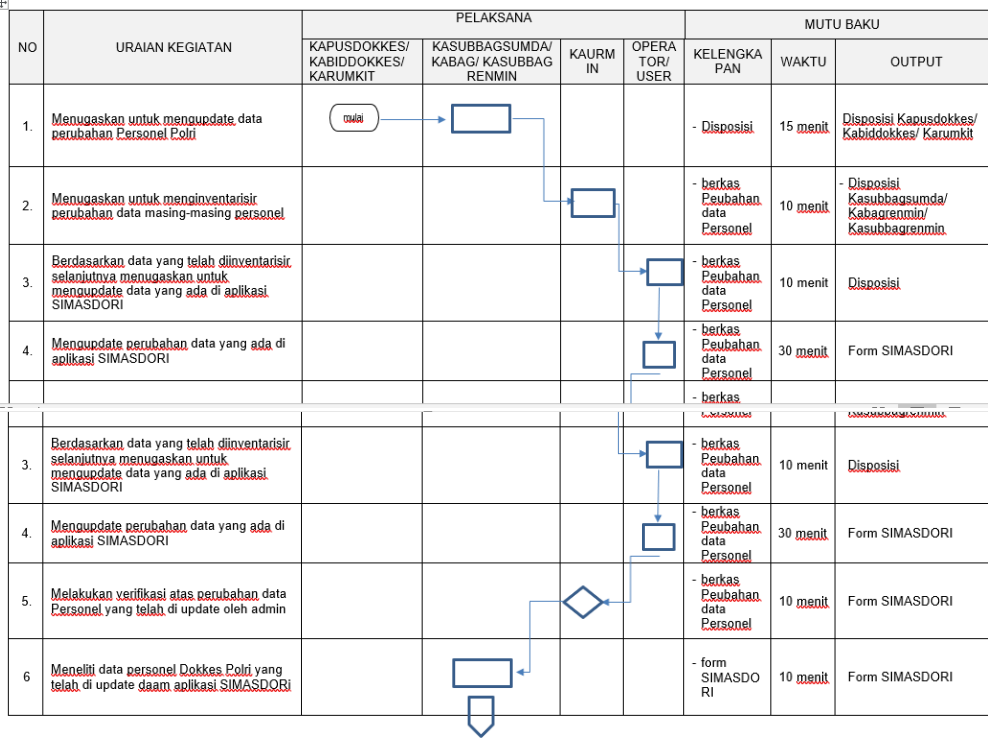 NO
URAIAN KEGIATAN
PELAKSANA
MUTU BAKU
KAPUSDOKKES/
KABIDDOKKES/
KARUMKIT
KASUBBAGSUMDA/
KABAG/ KASUBBAG
RENMIN
KAURM
IN
OPERA
TOR/
USER
KELENGKA
PAN
WAKTU
OUTPUT
1.
Menugaskan untuk mengupdate data
perubahan Personel Polri
mulai
- Disposisi
15 menit
Disposisi Kapusdokkes/
Kabiddokkes/ Karumkit
2.
Menugaskan untuk menginventarisir
perubahan data masing-masing personel
- berkas
Peubahan
data
Personel
10 menit
- Disposisi
Kasubbagsumda/
Kabagrenmin/
Kasubbagrenmin
3.
Berdasarkan data yang telah diinventarisir
selanjutnya menugaskan untuk
mengupdate data yang ada di aplikasi
SIMASDORI
- berkas
Peubahan
data
Personel
10 menit
Disposisi
4.
Mengupdate perubahan data yang ada di
aplikasi SIMASDORI
- berkas
Peubahan
data
Personel
30 menit
Form SIMASDORI
- berkas
Personel
Kasubbagrenmin
3.
Berdasarkan data yang telah diinventarisir
selanjutnya menugaskan untuk
mengupdate data yang ada di aplikasi
SIMASDORI
- berkas
Peubahan
data
Personel
10 menit
Disposisi
4.
Mengupdate perubahan data yang ada di
aplikasi SIMASDORI
- berkas
Peubahan
data
Personel
30 menit
Form SIMASDORI
5.
Melakukan verifikasi atas perubahan data
Personel yang telah di update oleh admin
- berkas
Peubahan
data
Personel
10 menit
Form SIMASDORI
6
Meneliti data personel Dokkes Polri yang
telah di update daam aplikasi SIMASDORi
- form
SIMASDO
RI
10 menit
Form SIMASDORI